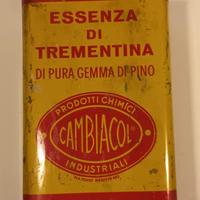 ESSENZA
DI
TREMENTINA
DI PURA GEMMA DI PINO
PRODOTTI CHIMICI
CAMBIACOL
INDUSTRIALI